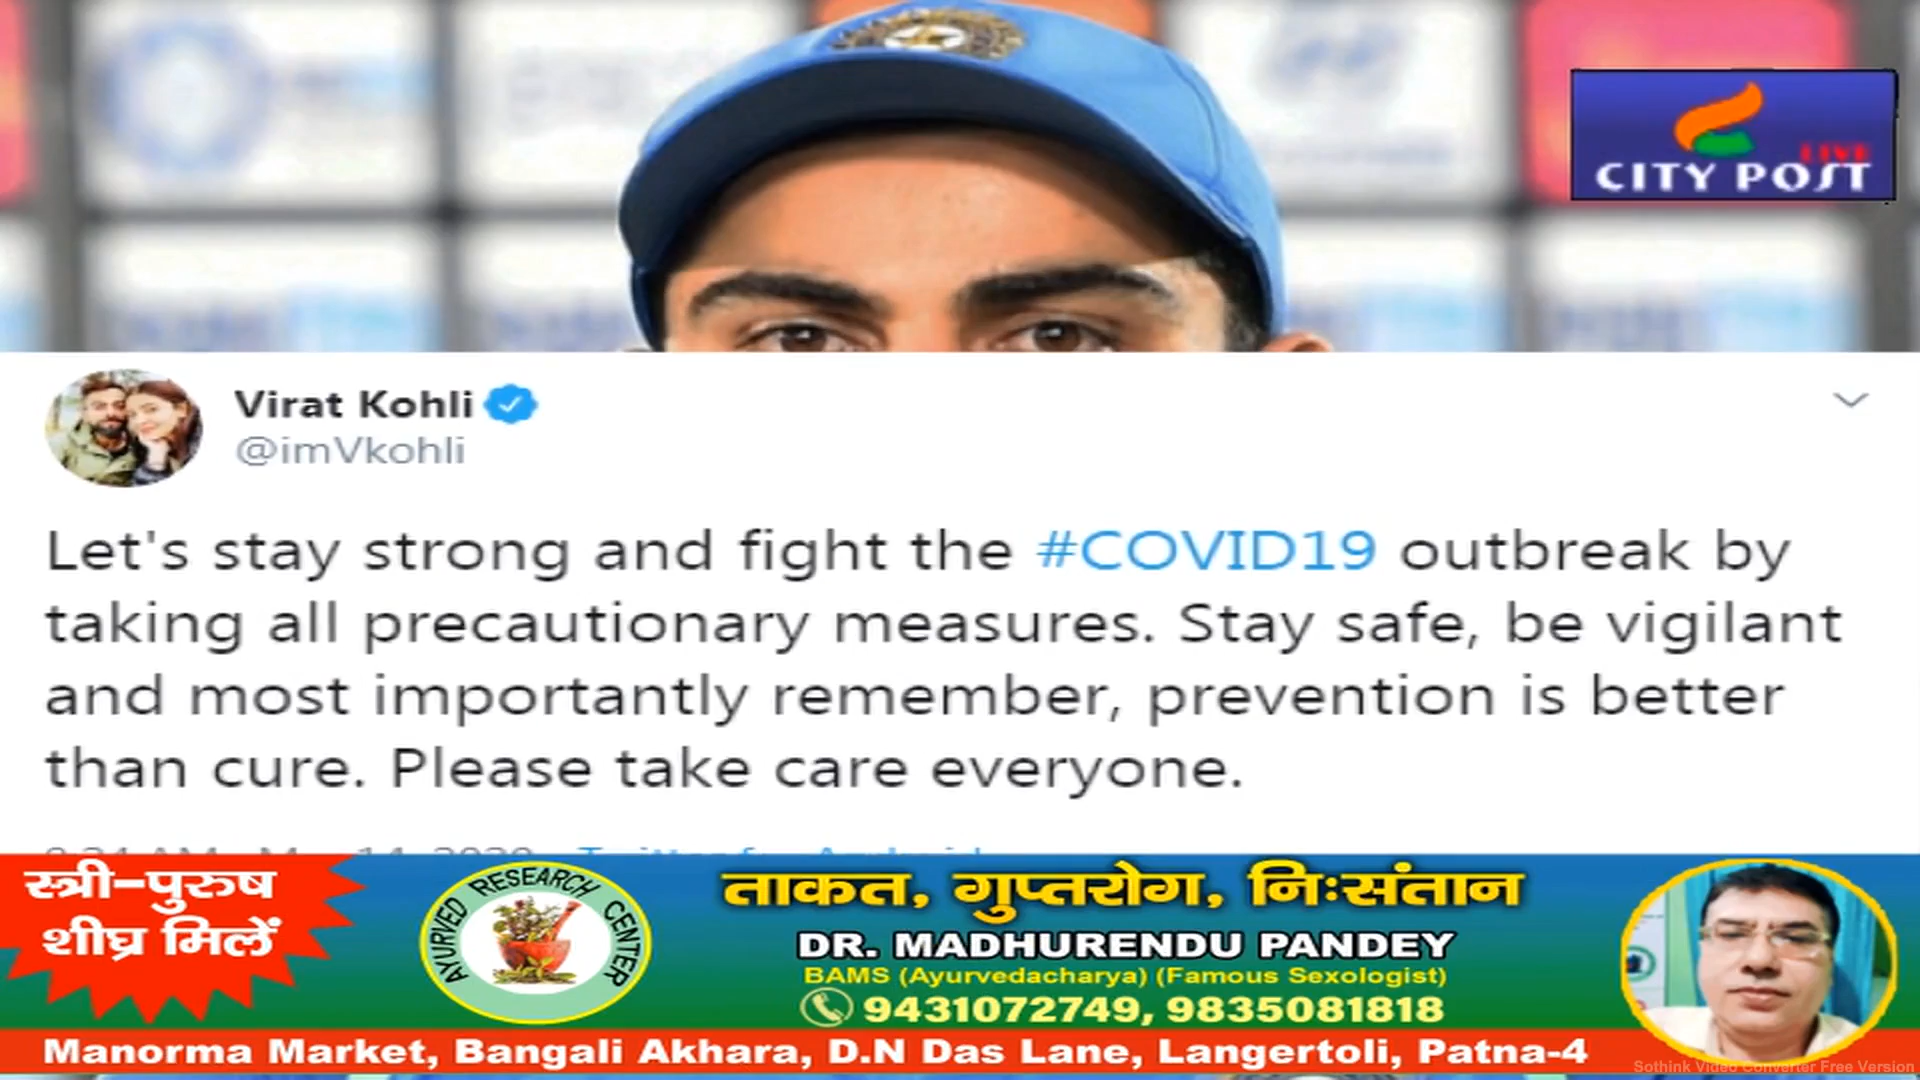 LIVE
CITY POST
Virat Kohli
@imVkohli
Let's stay strong and fight the #COVID19 outbreak by
taking all precautionary measures. Stay safe, be vigilant
and most importantly remember, prevention is better
than cure. Please take care everyone.
स्त्री-पुरुष
शीघ्र मिलें
AYURVED RESEARCH CENTER
ताकत, गुप्तरोग, निःसंतान
DR. MADHURENDU PANDEY
BAMS (Ayurvedacharya) (Famous Sexologist)
9431072749, 9835081818
Manorma Market, Bangali Akhara, D.N Das Lane, Langertoli, Patna-4
Sothink Video Converter Free Version